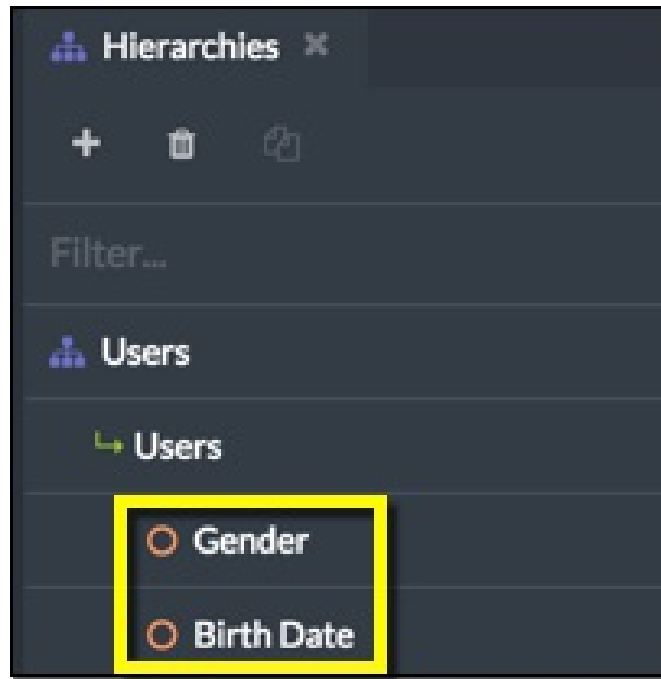 Hierarchies
Filter...
Users
Users
Gender
Birth Date